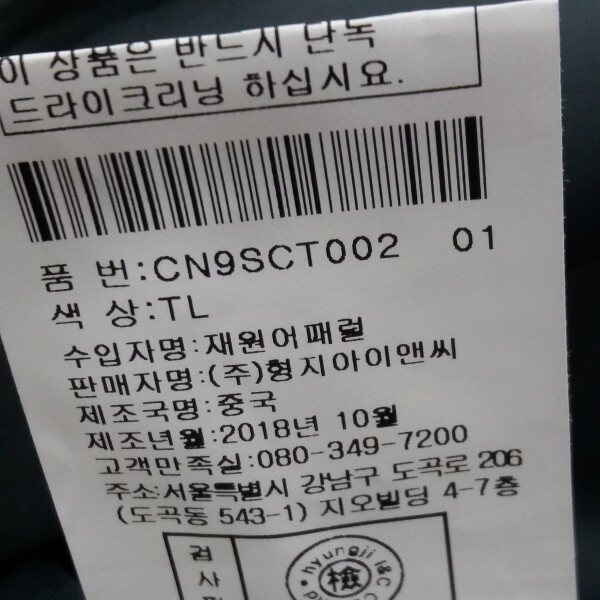 이 상품은 반드시 단독
드라이크리닝 하십시요.
품 번:CN9SCT002 01
색 상:TL
수입자명:재원어패럴
판매자명:(주)형지아이앤씨
제조국명:중국
제조년월:2018년 10월
고객만족실:080-349-7200
주소:서울특별시 강남구 도곡로 206
(도곡동 543-1) 지오빌딩 4-7층
검사
hyungji I&C
檢